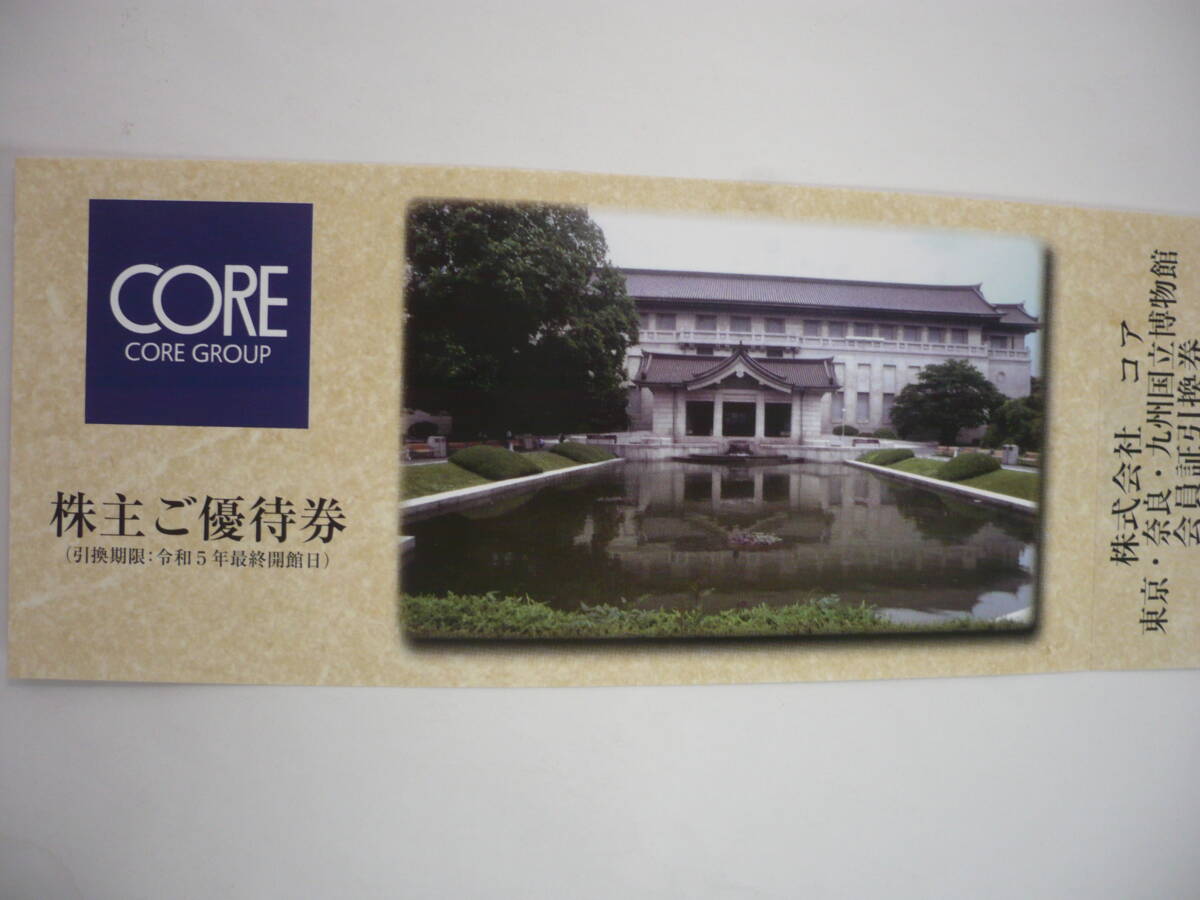 CORE
CORE GROUP
株主ご優待券
（引換期限：令和5年最終開館日）
株式会社 コア
東京・奈良・九州国立博物館
会員証引引換券